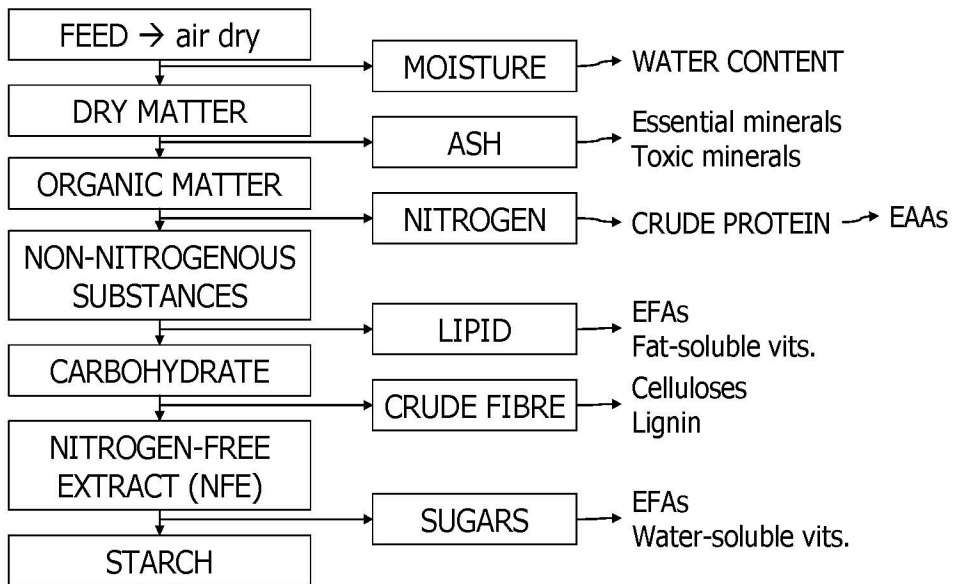 FEED → air dry
MOISTURE
WATER CONTENT
DRY MATTER
ASH
Essential minerals
Toxic minerals
ORGANIC MATTER
NITROGEN
CRUDE PROTEIN
EAAs
NON-NITROGENOUS
SUBSTANCES
LIPID
EFAs
Fat-soluble vits.
CARBOHYDRATE
CRUDE FIBRE
Celluloses
Lignin
NITROGEN-FREE
EXTRACT (NFE)
SUGARS
EFAs
Water-soluble vits.
STARCH